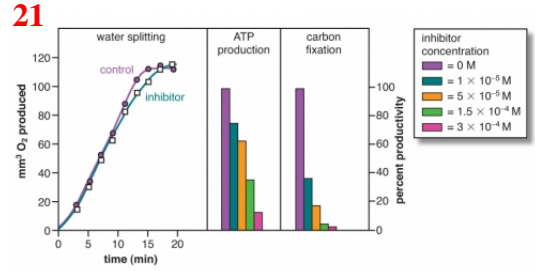 21
water splitting
ATP
production
carbon
fixation
inhibitor
concentration
= 0 M
= 1 × 10⁻⁵ M
= 5 × 10⁻⁵ M
= 1.5 × 10⁻⁴ M
= 3 × 10⁻⁴ M
control
inhibitor
mm³ O₂ produced
120
100
80
60
40
20
0
0 5 10 15 20
time (min)
100
80
60
40
20
0
percent productivity